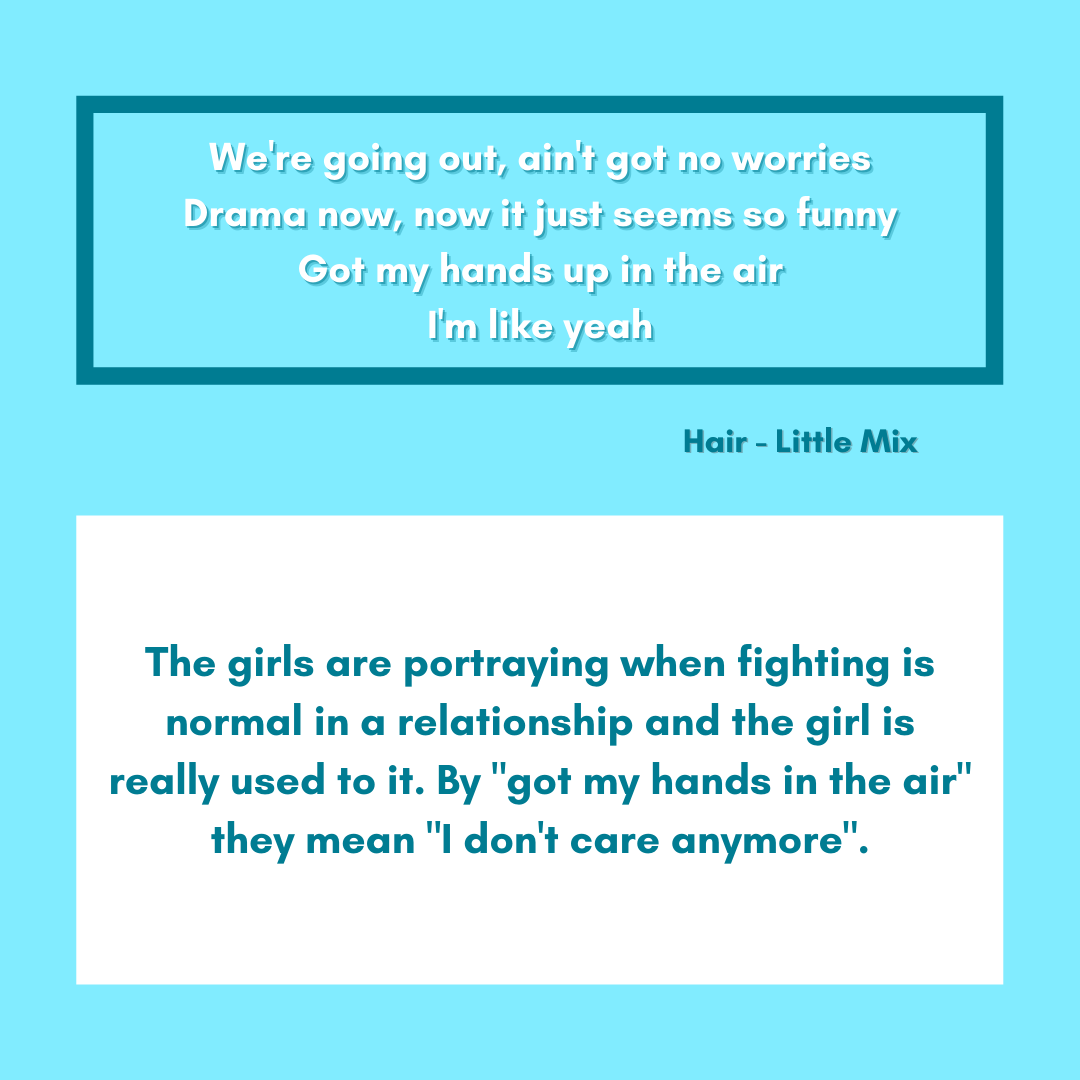 We're going out, ain't got no worries
Drama now, now it just seems so funny
Got my hands up in the air
I'm like yeah
Hair - Little Mix
The girls are portraying when fighting is
normal in a relationship and the girl is
really used to it. By "got my hands in the air"
they mean "I don't care anymore".